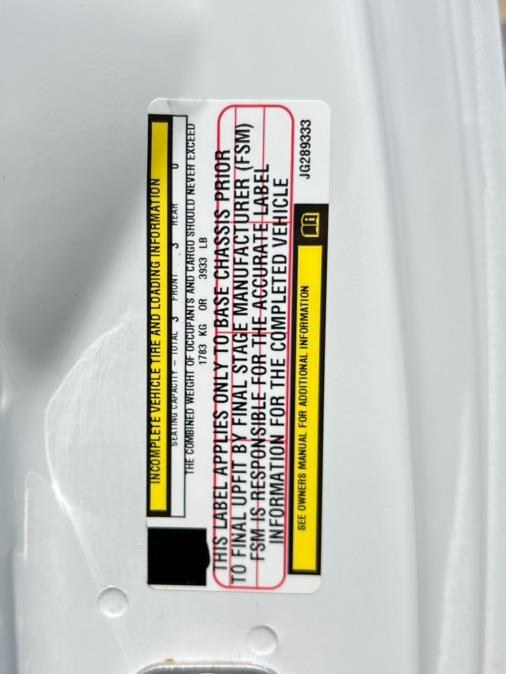 INCOMPLETE VEHICLE TIRE AND LOADING INFORMATION
SEATING CAPACITY - TOTAL 3 FRONT 3 REAR 0
THE COMBINED WEIGHT OF OCCUPANTS AND CARGO SHOULD NEVER EXCEED
1783 KG OR 3933 LB
THIS LABEL APPLIES ONLY TO BASE CHASSIS PRIOR
TO FINAL UPFIT BY FINAL STAGE MANUFACTURER (FSM)
FSM IS RESPONSIBLE FOR THE ACCURATE LABEL
INFORMATION FOR THE COMPLETED VEHICLE
SEE OWNERS MANUAL FOR ADDITIONAL INFORMATION
JG289333